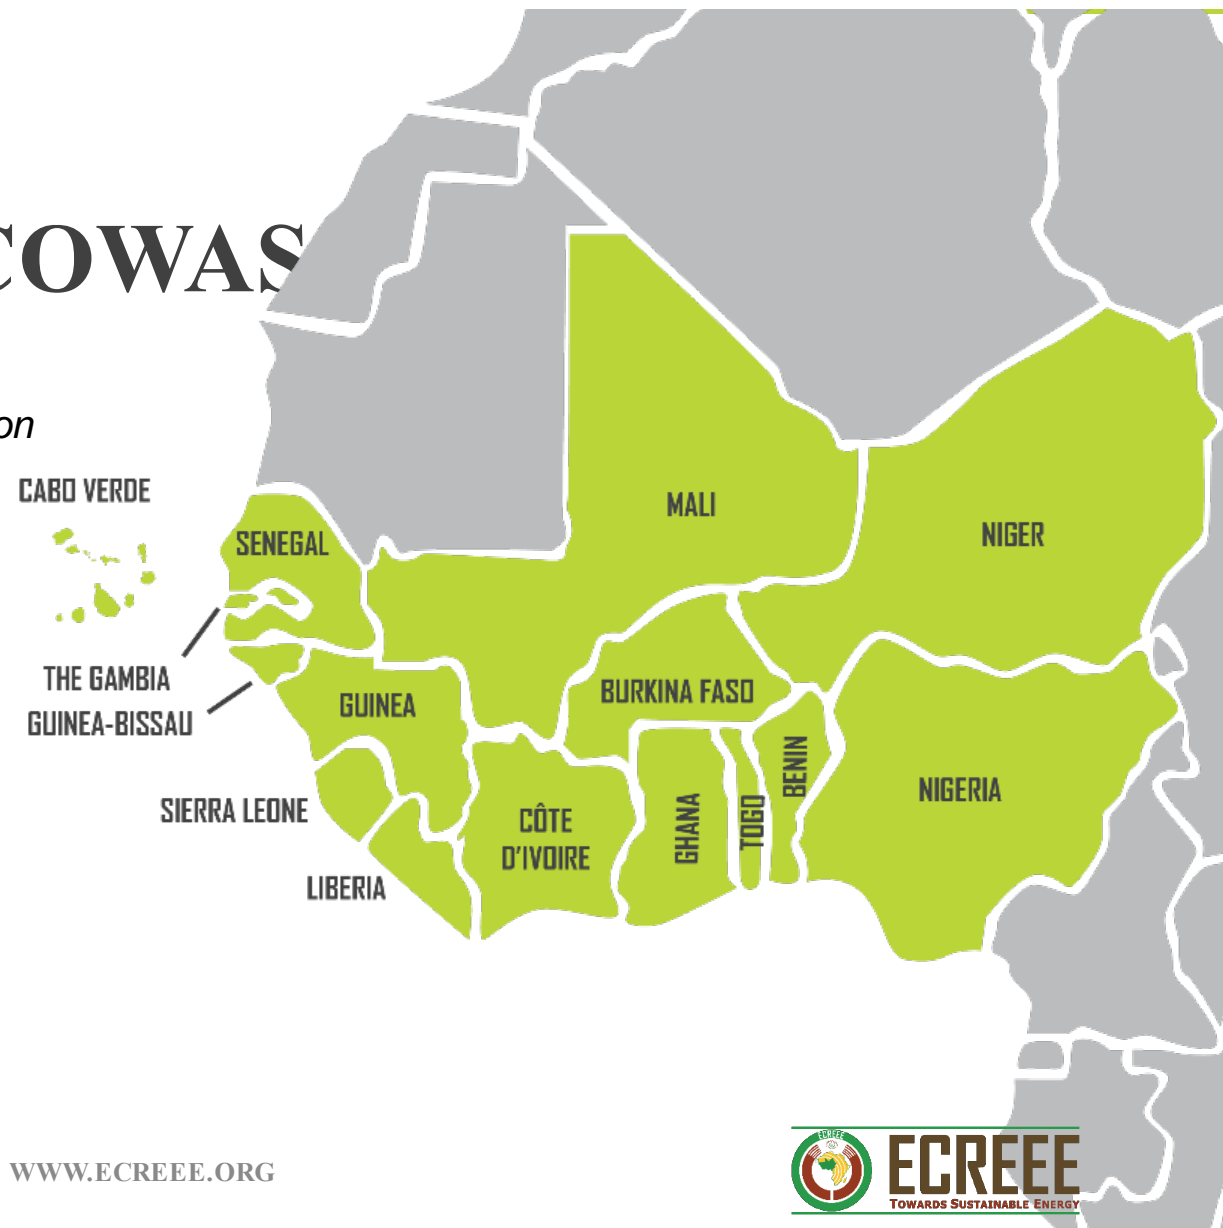 COWAS
on
CABO VERDE
SENEGAL
MALI
NIGER
THE GAMBIA
GUINEA-BISSAU
GUINEA
BURKINA FASO
BENIN
NIGERIA
SIERRA LEONE
CÔTE
D'IVOIRE
GHANA
TOGO
LIBERIA
WWW.ECREEE.ORG
ECREEE
ECREEE
TOWARDS SUSTAINABLE ENERGY